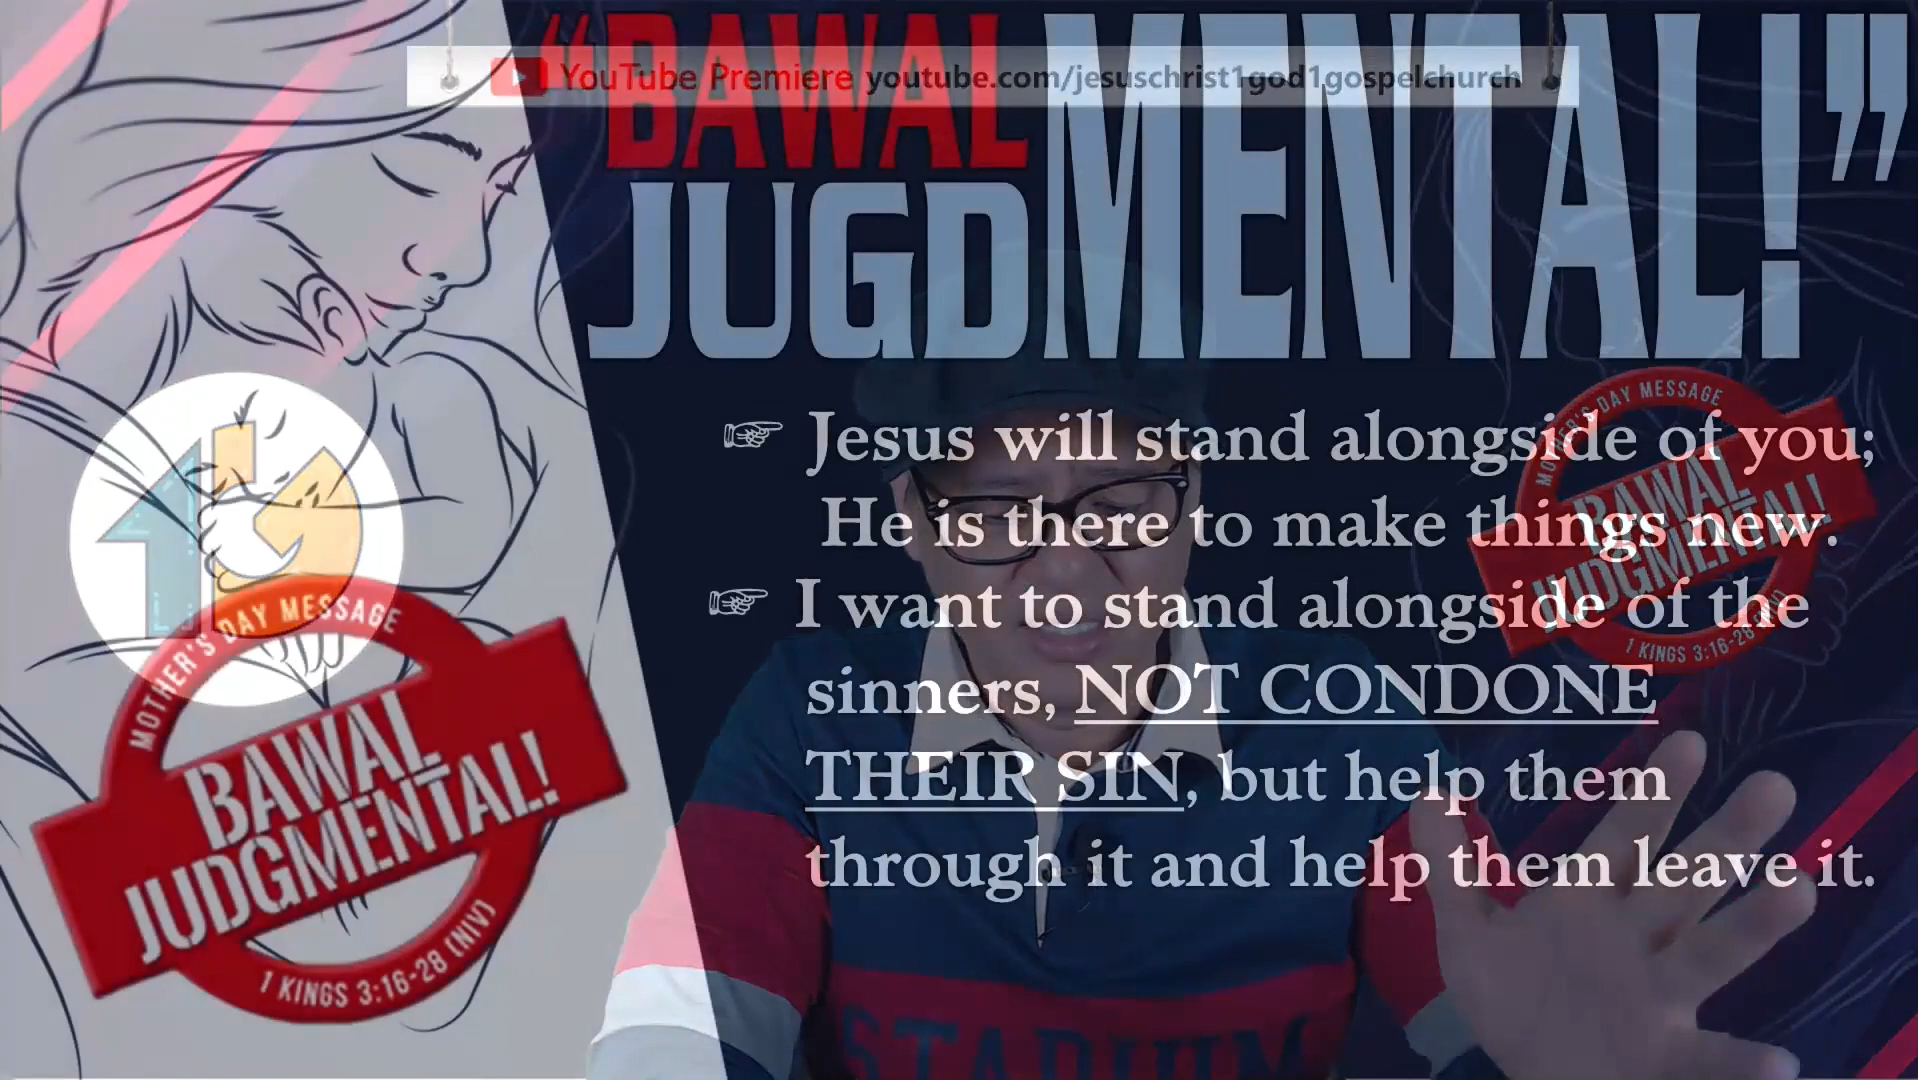 YouTube Premiere youtube.com/jesuschrist1god1gospelchurch
“BAWAL
JUGDMENTAL!”
☞ Jesus will stand alongside of you;
He is there to make things new.
☞ I want to stand alongside of the
sinners, NOT CONDONE
THEIR SIN, but help them
through it and help them leave it.
MOTHER'S DAY MESSAGE
BAWAL
JUDGMENTAL!
1 KINGS 3:16-28 (NIV)
MOTHER'S DAY MESSAGE
BAWAL
JUDGMENTAL!
1 KINGS 3:16-28 (NIV)
STADIUM